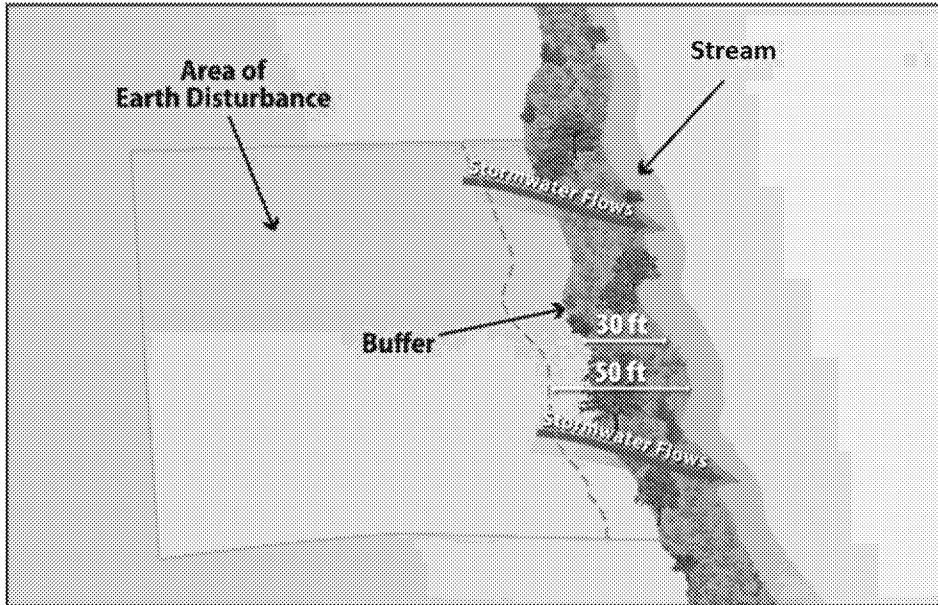 Stream
Area of
Earth Disturbance
Stormwater Flows
30 ft
Buffer
50 ft
Stormwater Flows